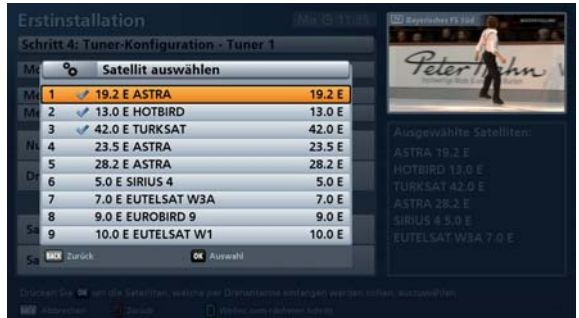 Erstinstallation
Mit 11:35
Bayerisches FS Süd
Schritt 4: Tuner-Konfiguration - Tuner 1
Satellit auswählen
1 19.2 E ASTRA 19.2 E
2 13.0 E HOTBIRD 13.0 E
3 42.0 E TURKSAT 42.0 E
4 23.5 E ASTRA 23.5 E
5 28.2 E ASTRA 28.2 E
6 5.0 E SIRIUS 4 5.0 E
7 7.0 E EUTELSAT W3A 7.0 E
8 9.0 E EUROBIRD 9 9.0 E
9 10.0 E EUTELSAT W1 10.0 E
BACK Zurück OK Auswahl
Peter Hahn
Ausgewählte Satelliten:
ASTRA 19.2 E
HOTBIRD 13.0 E
TURKSAT 42.0 E
ASTRA 28.2 E
SIRIUS 4 5.0 E
EUTELSAT W3A 7.0 E
Drücken Sie OK um die Satelliten, welche per Drehantenne empfangen werden sollen, auszuwählen
Abbrechen Zurück Weiter zum nächsten Schritt